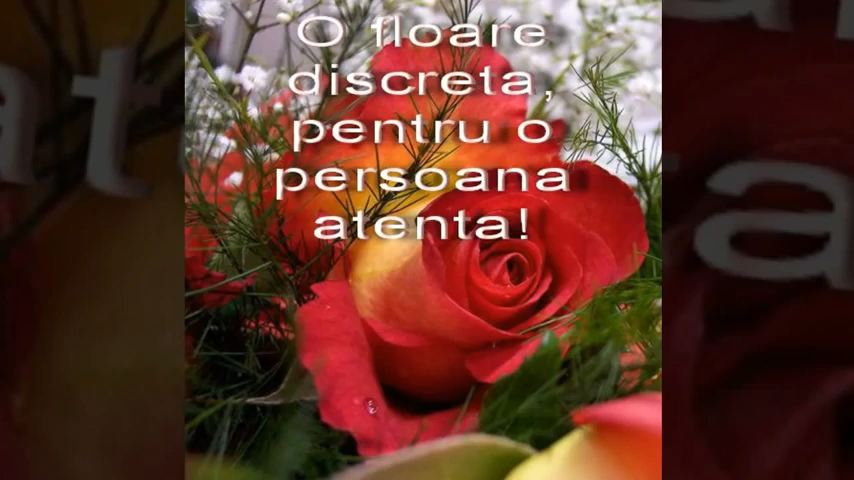 O floare
discreta,
pentru o
persoana
atenta!